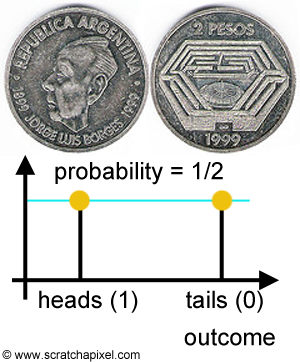 REPUBLICA ARGENTINA
1899 JORGE LUIS BORGES 1999
2 PESOS
1999
probability = 1/2
heads (1) tails (0)
outcome
© www.scratchapixel.com